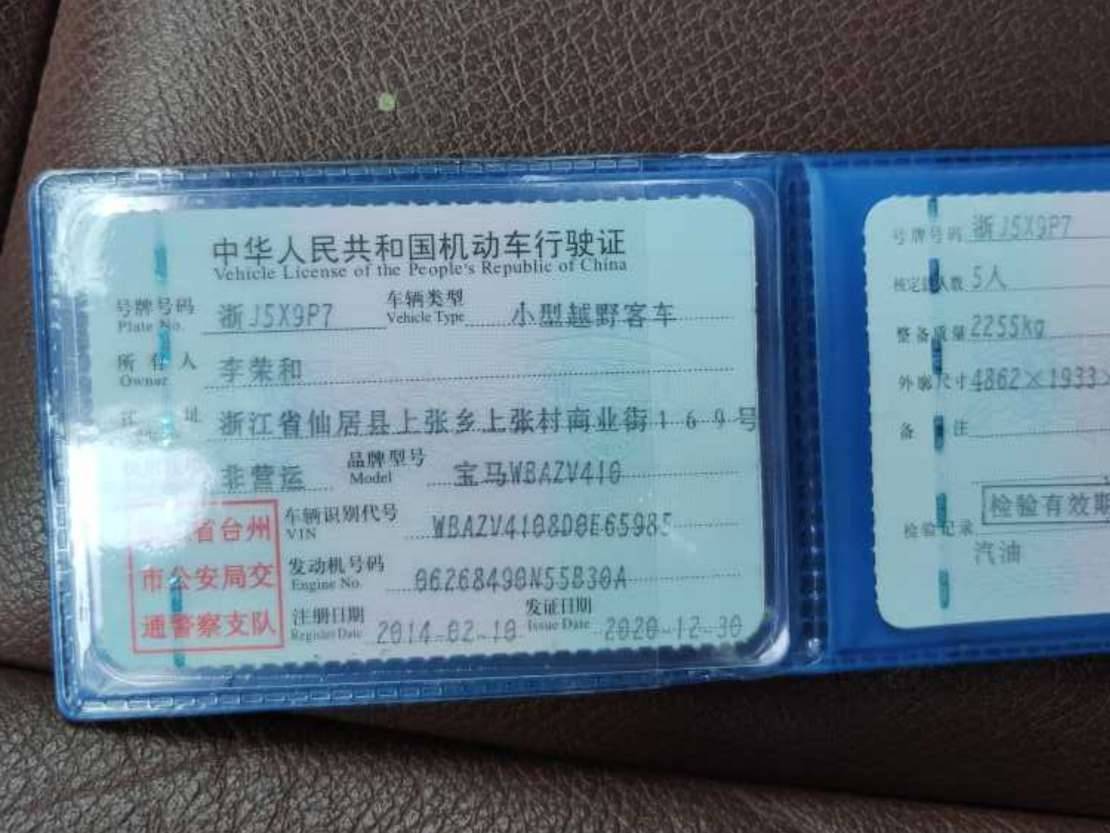 中华人民共和国机动车行驶证
Vehicle License of the People's Republic of China
号牌号码 浙J5X9P7 车辆类型 小型越野客车
Plate No. Vehicle Type
所有人 李荣和
Owner
住址 浙江省仙居县上张乡上张村商业街169号
非营运 品牌型号 宝马WBAZV410
Model
省台州
市公安局交
通警察支队
车辆识别代号 WBAZV4108D0E65985
VIN
发动机号码 06268490N55B30A
Engine No.
注册日期 2014-02-10 发证日期 2020-12-30
Register Date Issue Date
号牌号码 浙J5X9P7
核定载人数 5人
整备质量 2255kg
外廓尺寸 4862×1933×
备注
检验有效期
检验记录
汽油